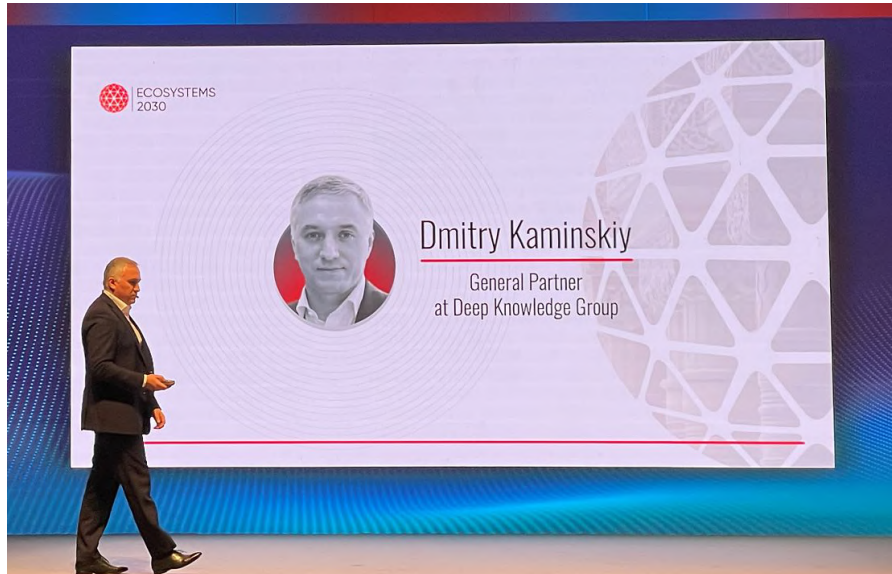 ECOSYSTEMS
2030
Dmitry Kaminskiy
General Partner
at Deep Knowledge Group